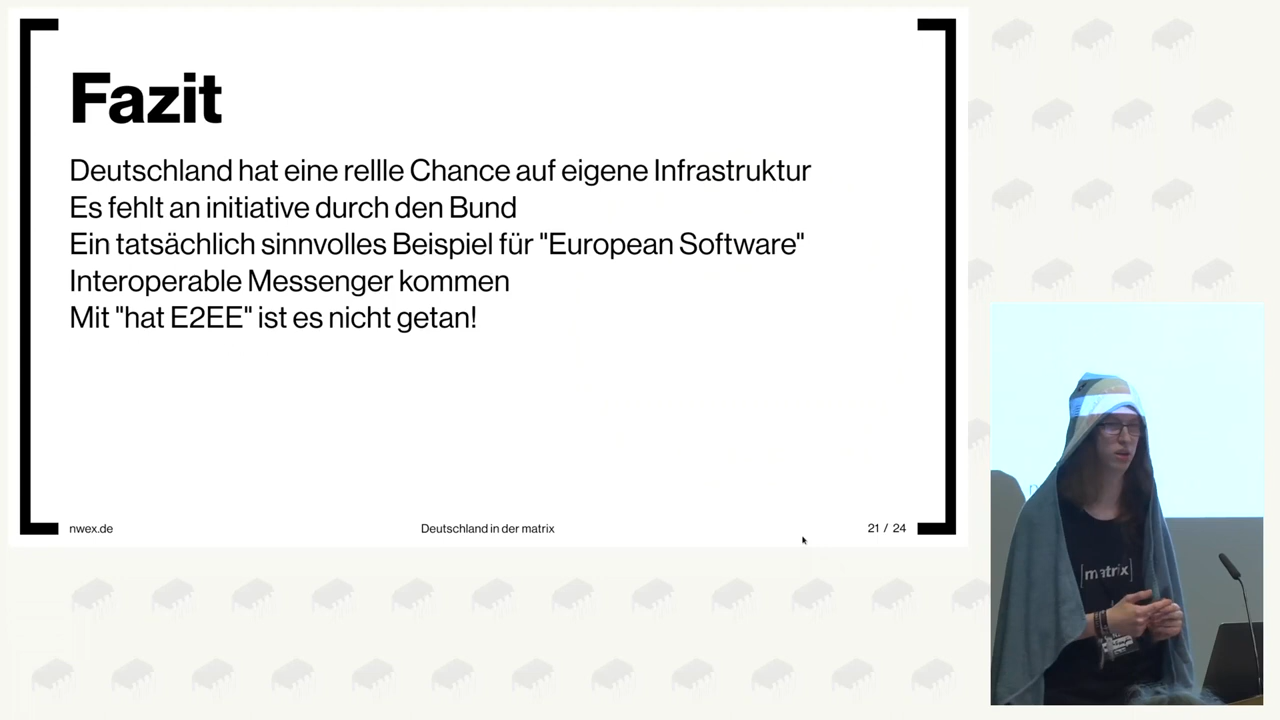 Fazit
Deutschland hat eine rellle Chance auf eigene Infrastruktur
Es fehlt an initiative durch den Bund
Ein tatsächlich sinnvolles Beispiel für "European Software"
Interoperable Messenger kommen
Mit "hat E2EE" ist es nicht getan!
nwex.de
Deutschland in der matrix
21 / 24
[matrix]